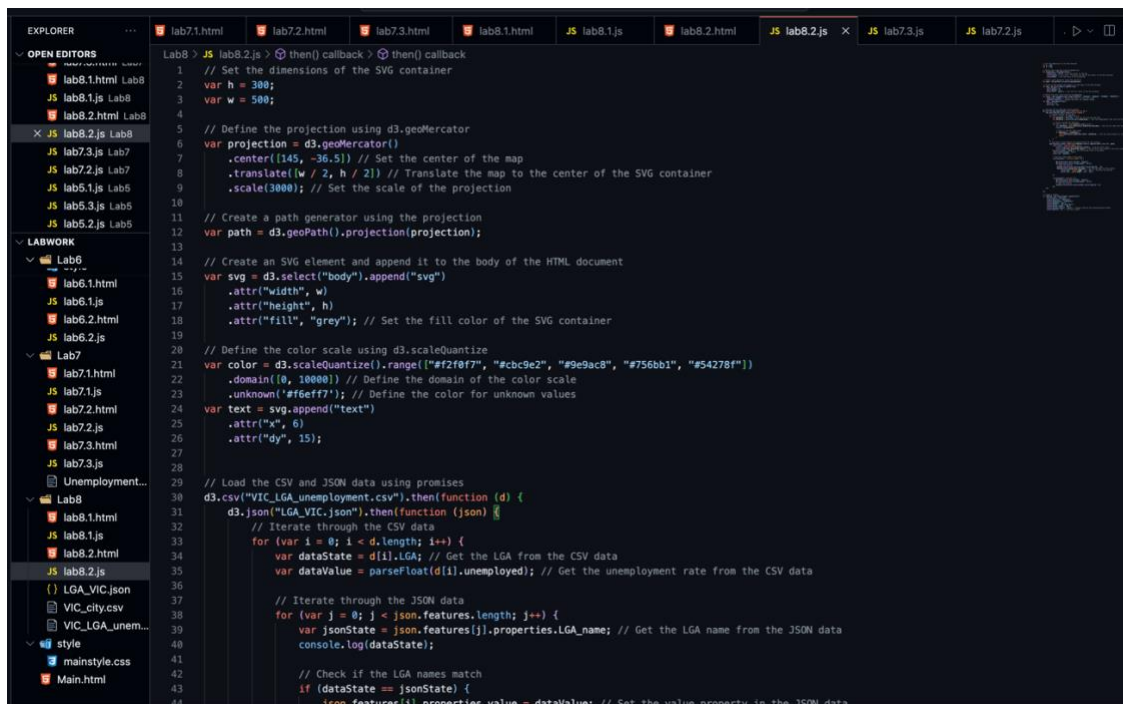 EXPLORER
lab7.1.html lab7.2.html lab7.3.html lab8.1.html JS lab8.1.js lab8.2.html JS lab8.2.js × JS lab7.3.js JS lab7.2.js
OPEN EDITORS
lab8.1.html Lab8
JS lab8.1.js Lab8
lab8.2.html Lab8
× JS lab8.2.js Lab8
JS lab7.3.js Lab7
JS lab7.2.js Lab7
JS lab5.1.js Lab5
JS lab5.3.js Lab5
JS lab5.2.js Lab5
LABWORK
Lab6
style
lab6.1.html
JS lab6.1.js
lab6.2.html
JS lab6.2.js
Lab7
lab7.1.html
JS lab7.1.js
lab7.2.html
JS lab7.2.js
lab7.3.html
JS lab7.3.js
Unemployment...
Lab8
lab8.1.html
JS lab8.1.js
lab8.2.html
JS lab8.2.js
{} LGA_VIC.json
VIC_city.csv
VIC_LGA_unem...
style
mainstyle.css
Main.html
Lab8 > JS lab8.2.js > then() callback > then() callback
1 // Set the dimensions of the SVG container
2 var h = 300;
3 var w = 500;
4
5 // Define the projection using d3.geoMercator
6 var projection = d3.geoMercator()
7 .center([145, -36.5]) // Set the center of the map
8 .translate([w / 2, h / 2]) // Translate the map to the center of the SVG container
9 .scale(3000); // Set the scale of the projection
10
11 // Create a path generator using the projection
12 var path = d3.geoPath().projection(projection);
13
14 // Create an SVG element and append it to the body of the HTML document
15 var svg = d3.select("body").append("svg")
16 .attr("width", w)
17 .attr("height", h)
18 .attr("fill", "grey"); // Set the fill color of the SVG container
19
20 // Define the color scale using d3.scaleQuantize
21 var color = d3.scaleQuantize().range(["#f2f0f7", "#cbc9e2", "#9e9ac8", "#756bb1", "#54278f"])
22 .domain([0, 10000]) // Define the domain of the color scale
23 .unknown('#f6eff7'); // Define the color for unknown values
24 var text = svg.append("text")
25 .attr("x", 6)
26 .attr("dy", 15);
27
28
29 // Load the CSV and JSON data using promises
30 d3.csv("VIC_LGA_unemployment.csv").then(function (d) {
31 d3.json("LGA_VIC.json").then(function (json) {
32 // Iterate through the CSV data
33 for (var i = 0; i < d.length; i++) {
34 var dataState = d[i].LGA; // Get the LGA from the CSV data
35 var dataValue = parseFloat(d[i].unemployed); // Get the unemployment rate from the CSV data
36
37 // Iterate through the JSON data
38 for (var j = 0; j < json.features.length; j++) {
39 var jsonState = json.features[j].properties.LGA_name; // Get the LGA name from the JSON data
40 console.log(dataState);
41
42 // Check if the LGA names match
43 if (dataState == jsonState) {
44 json.features[j].properties.value = dataValue; // Set the value property in the JSON data